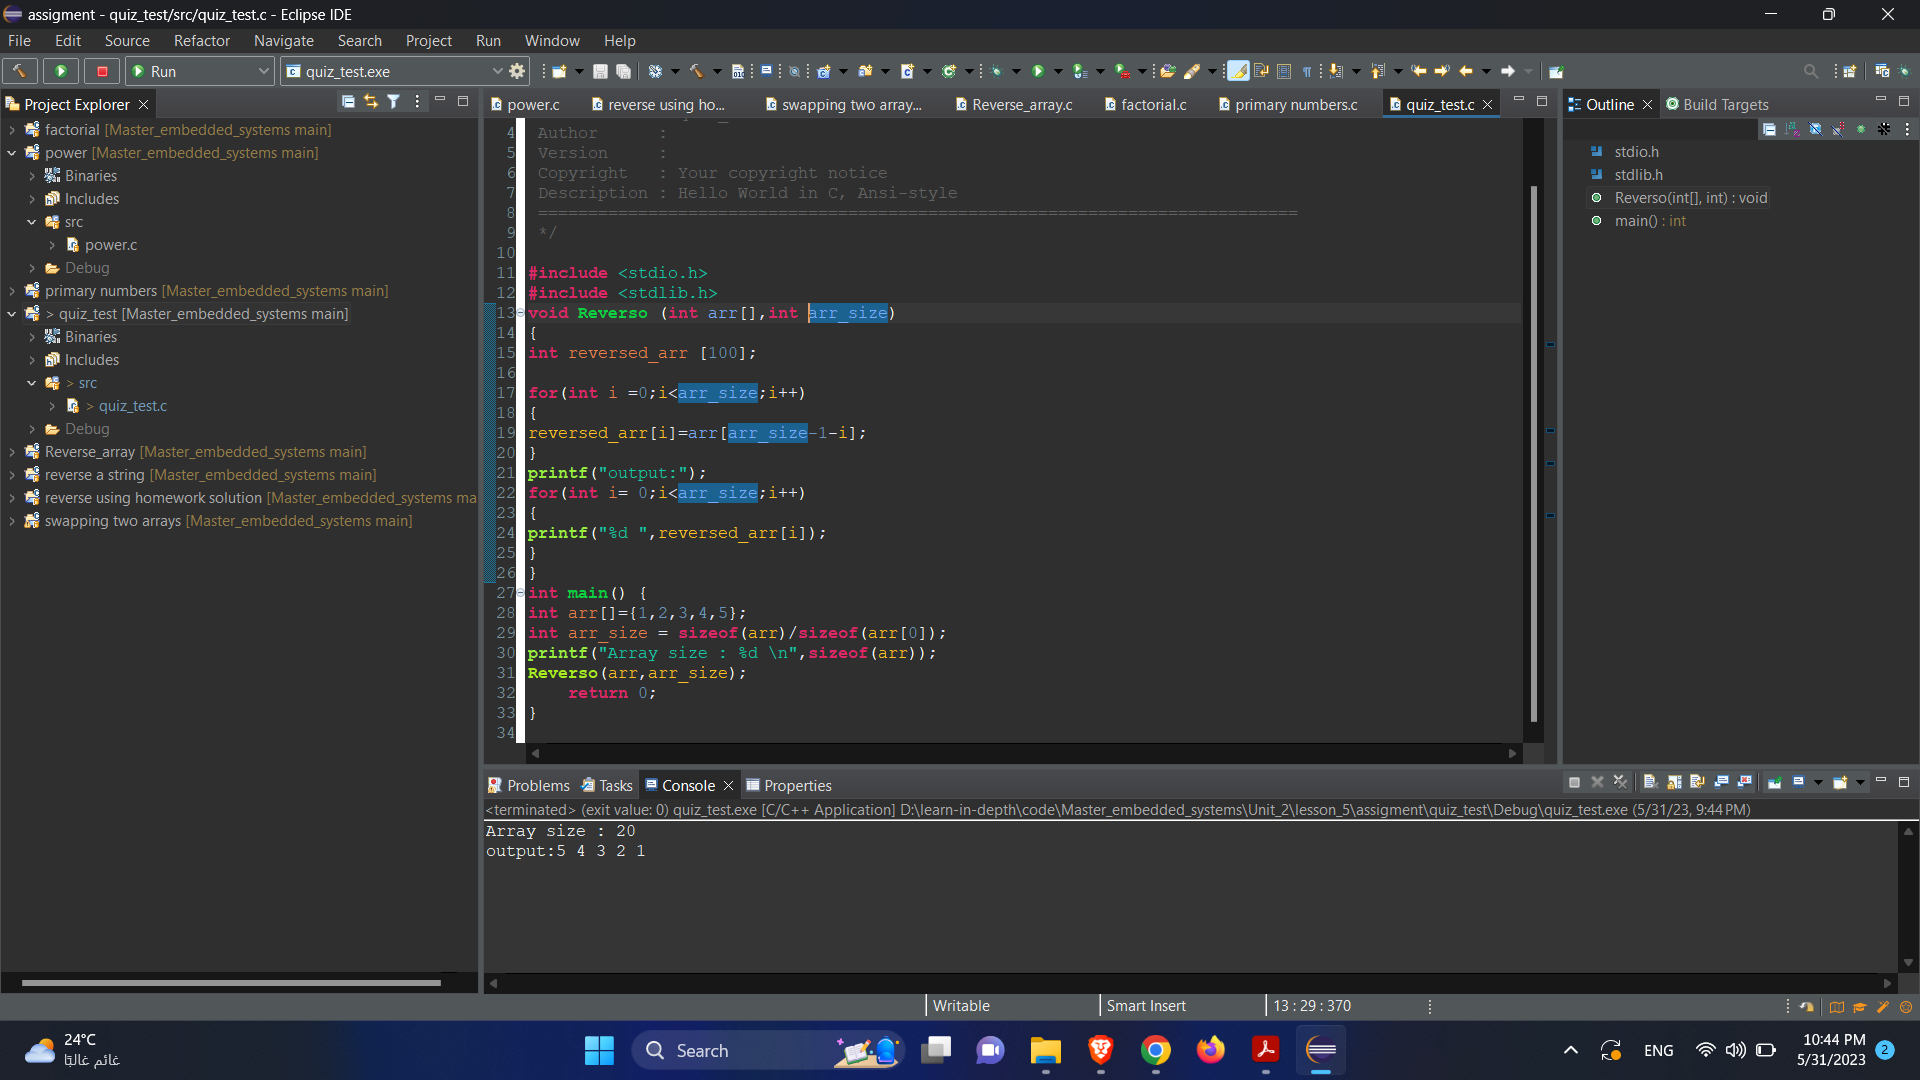 assigment - quiz_test/src/quiz_test.c - Eclipse IDE
File Edit Source Refactor Navigate Search Project Run Window Help
Run quiz_test.exe
Project Explorer
factorial [Master_embedded_systems main]
power [Master_embedded_systems main]
Binaries
Includes
src
power.c
Debug
primary numbers [Master_embedded_systems main]
> quiz_test [Master_embedded_systems main]
Binaries
Includes
> src
> quiz_test.c
Debug
Reverse_array [Master_embedded_systems main]
reverse a string [Master_embedded_systems main]
reverse using homework solution [Master_embedded_systems ma
swapping two arrays [Master_embedded_systems main]
power.c reverse using ho... swapping two array... Reverse_array.c factorial.c primary numbers.c quiz_test.c
4 Author :
5 Version :
6 Copyright : Your copyright notice
7 Description : Hello World in C, Ansi-style
8 ============================================================================
9 */
10
11 #include <stdio.h>
12 #include <stdlib.h>
13 void Reverso (int arr[],int arr_size)
14 {
15 int reversed_arr [100];
16
17 for(int i =0;i<arr_size;i++)
18 {
19 reversed_arr[i]=arr[arr_size-1-i];
20 }
21 printf("output:");
22 for(int i= 0;i<arr_size;i++)
23 {
24 printf("%d ",reversed_arr[i]);
25 }
26 }
27 int main() {
28 int arr[]={1,2,3,4,5};
29 int arr_size = sizeof(arr)/sizeof(arr[0]);
30 printf("Array size : %d \n",sizeof(arr));
31 Reverso(arr,arr_size);
32 return 0;
33 }
34
Outline Build Targets
stdio.h
stdlib.h
Reverso(int[], int) : void
main() : int
Problems Tasks Console Properties
<terminated> (exit value: 0) quiz_test.exe [C/C++ Application] D:\learn-in-depth\code\Master_embedded_systems\Unit_2\lesson_5\assigment\quiz_test\Debug\quiz_test.exe (5/31/23, 9:44 PM)
Array size : 20
output:5 4 3 2 1
Writable Smart Insert 13 : 29 : 370
24°C
غائم غالبًا
Search
ENG
10:44 PM
5/31/2023
2